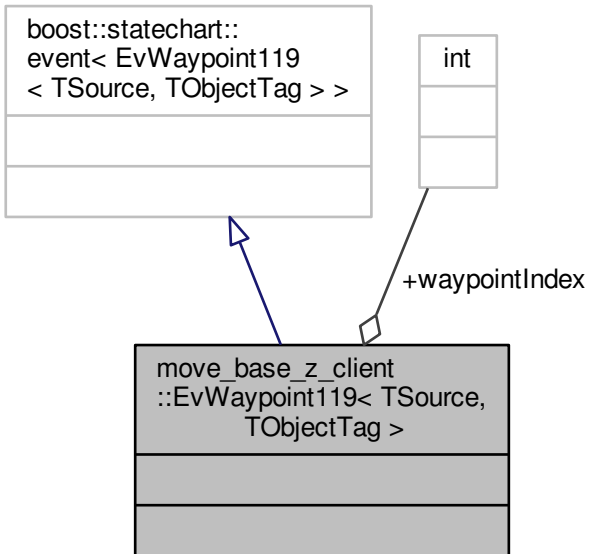 boost::statechart::
event< EvWaypoint119
< TSource, TObjectTag > >
int
+waypointIndex
move_base_z_client
::EvWaypoint119< TSource,
TObjectTag >